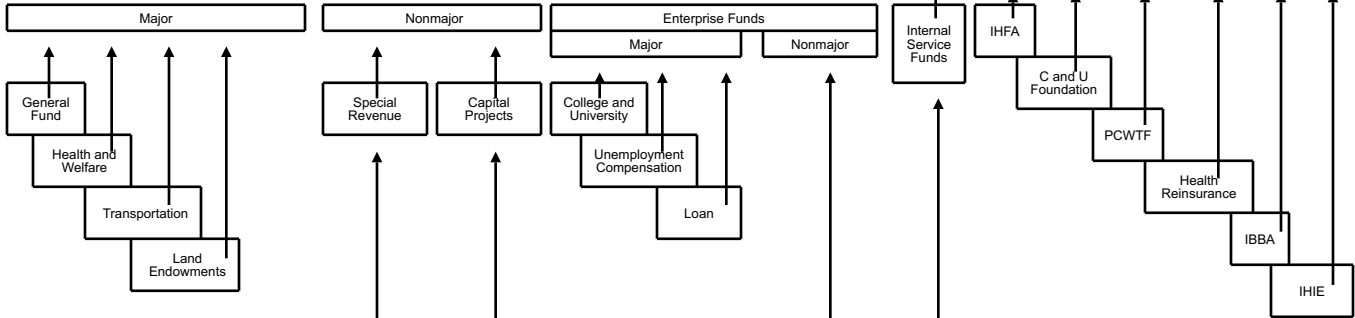 Major
Nonmajor
Enterprise Funds
Major
Nonmajor
Internal
Service
Funds
IHFA
General
Fund
Health and
Welfare
Transportation
Land
Endowments
Special
Revenue
Capital
Projects
College and
University
Unemployment
Compensation
Loan
C and U
Foundation
PCWTF
Health
Reinsurance
IBBA
IHIE